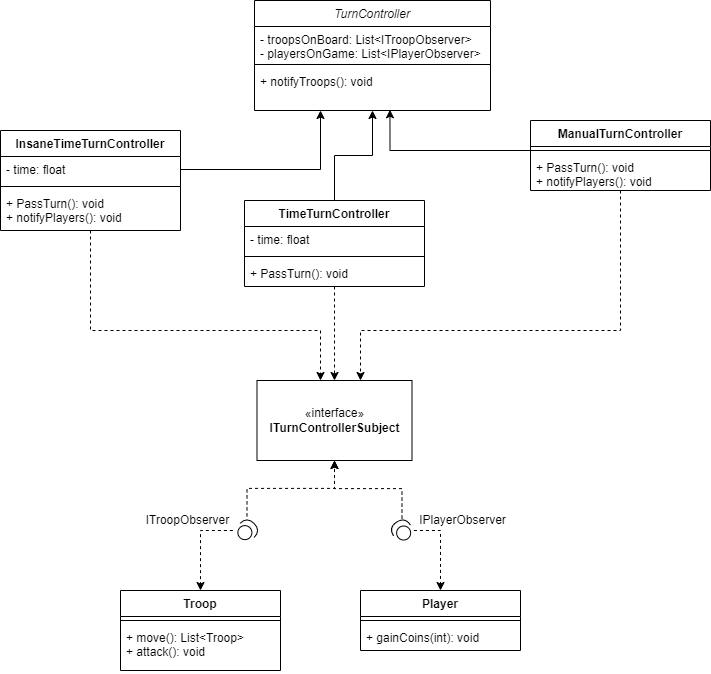 TurnController
- troopsOnBoard: List<ITroopObserver>
- playersOnGame: List<IPlayerObserver>
+ notifyTroops(): void
InsaneTimeTurnController
- time: float
+ PassTurn(): void
+ notifyPlayers(): void
ManualTurnController
+ PassTurn(): void
+ notifyPlayers(): void
TimeTurnController
- time: float
+ PassTurn(): void
«interface»
ITurnControllerSubject
ITroopObserver
IPlayerObserver
Troop
+ move(): List<Troop>
+ attack(): void
Player
+ gainCoins(int): void